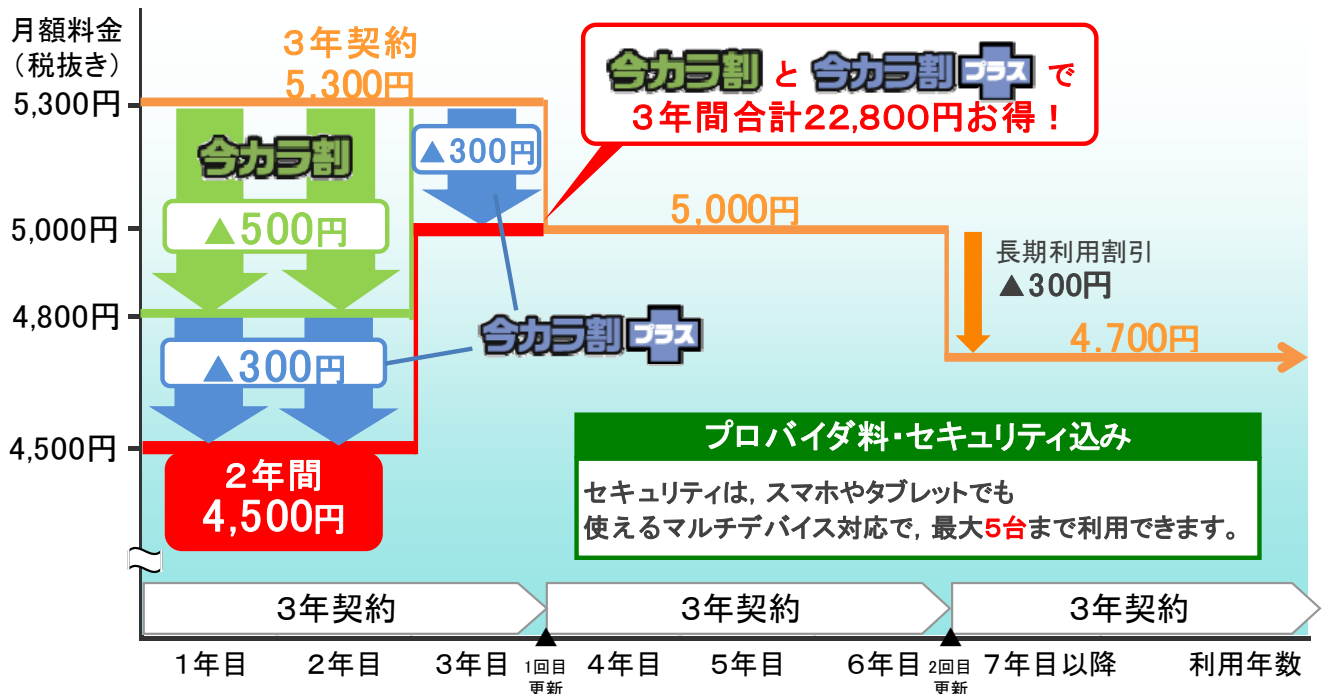 月額料金
（税抜き）
5,300円
5,000円
4,800円
4,500円
３年契約
5,300円
今カラ割
▲500円
▲300円
▲300円
今カラ割プラス
２年間
4,500円
今カラ割 と 今カラ割プラス で
３年間合計22,800円お得！
5,000円
長期利用割引
▲300円
4,700円
プロバイダ料・セキュリティ込み
セキュリティは，スマホやタブレットでも
使えるマルチデバイス対応で，最大5台まで利用できます。
３年契約
３年契約
３年契約
１年目
２年目
３年目
▲
1回目
更新
４年目
５年目
６年目
▲
2回目
更新
７年目以降
利用年数